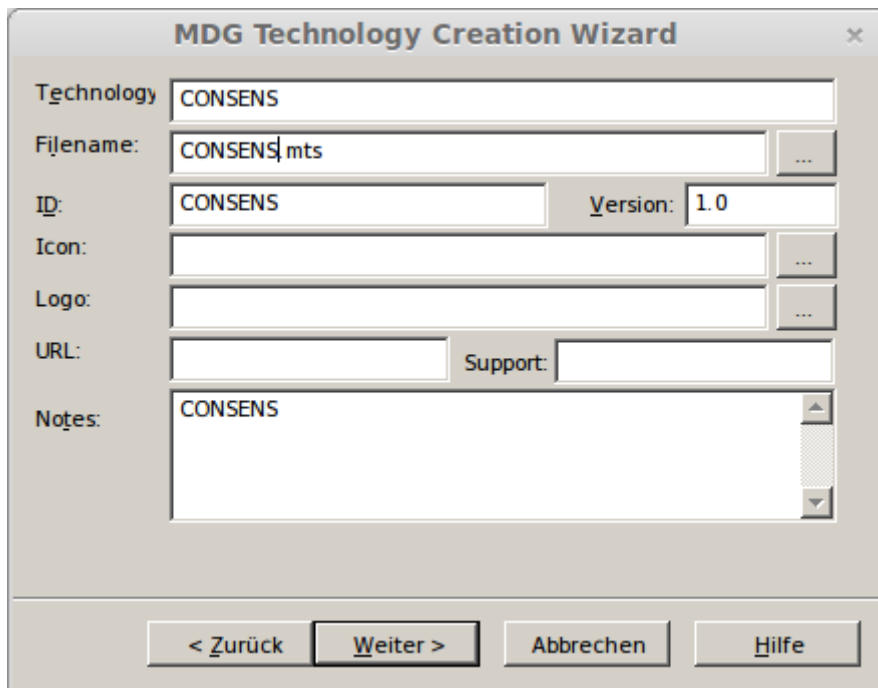 MDG Technology Creation Wizard ×
Technology CONSENS
Filename: CONSENS.mts ...
ID: CONSENS Version: 1.0
Icon: ...
Logo: ...
URL: Support:
Notes: CONSENS
< Zurück Weiter > Abbrechen Hilfe